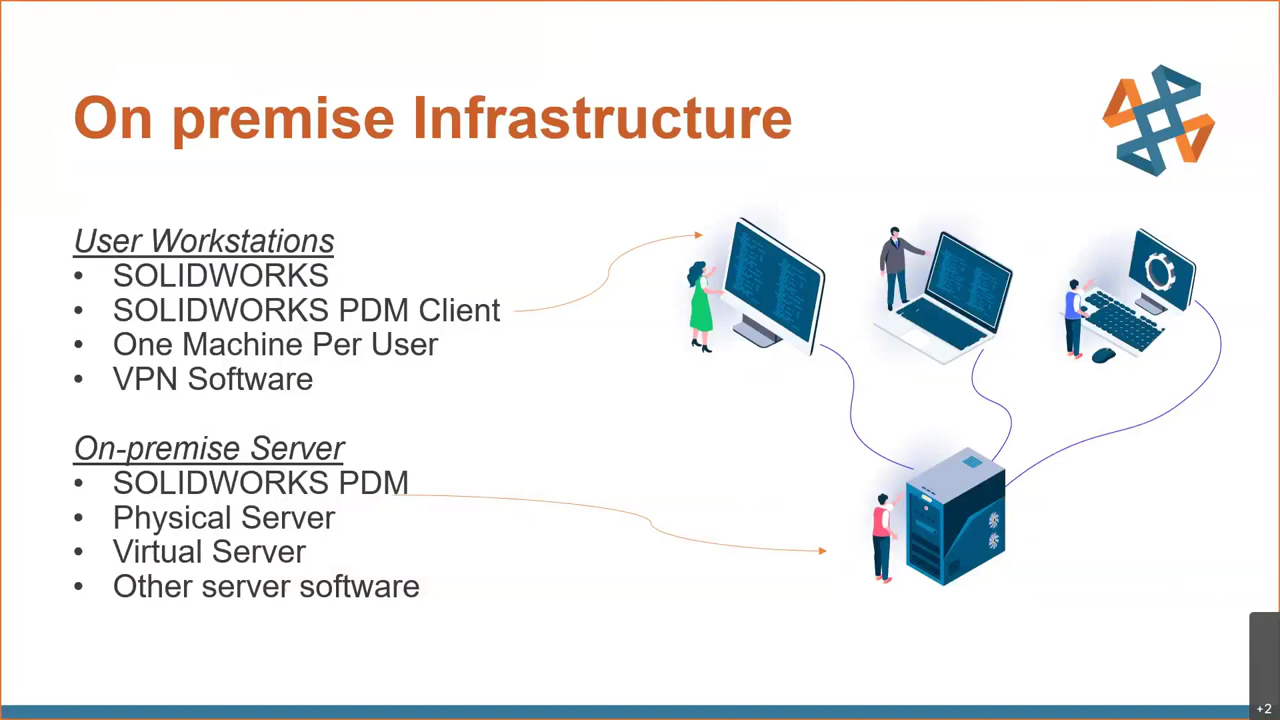 On premise Infrastructure
User Workstations
• SOLIDWORKS
• SOLIDWORKS PDM Client
• One Machine Per User
• VPN Software
On-premise Server
• SOLIDWORKS PDM
• Physical Server
• Virtual Server
• Other server software
+2